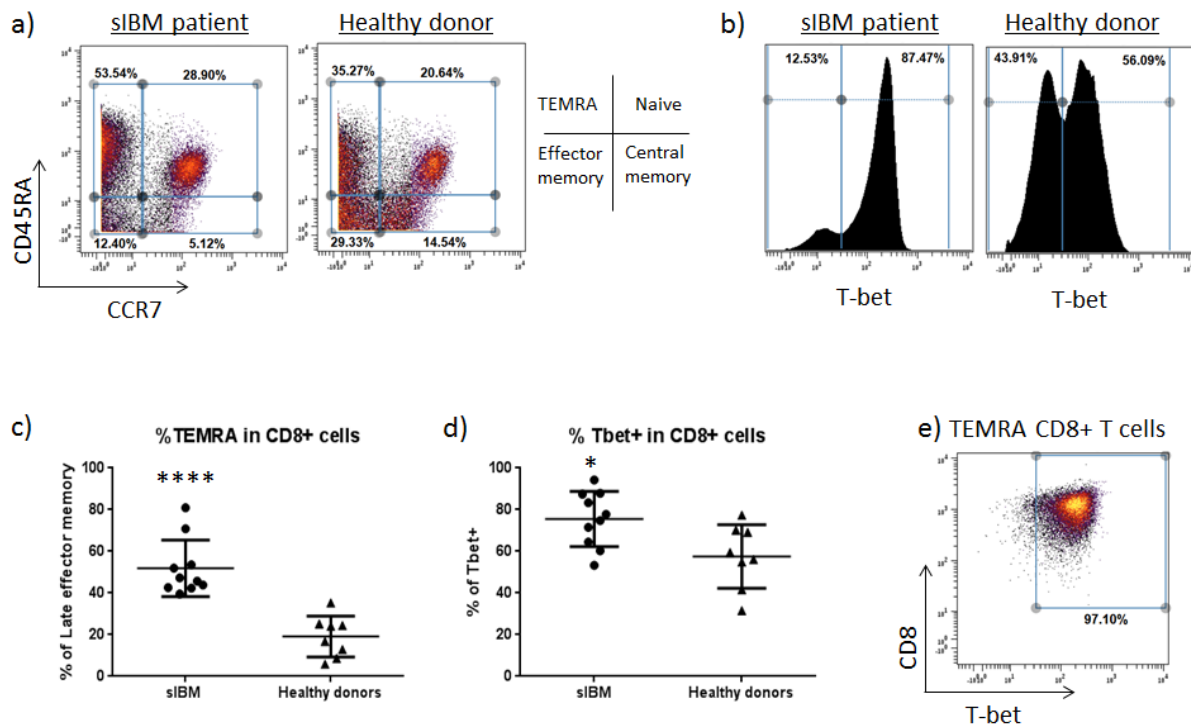 a)
sIBM patient
Healthy donor
53.54% 28.90%
12.40% 5.12%
35.27% 20.64%
29.33% 14.54%
CD45RA
CCR7
TEMRA Naive
Effector memory
Central memory
b)
sIBM patient
Healthy donor
12.53% 87.47%
43.91% 56.09%
T-bet
T-bet
c)
%TEMRA in CD8+ cells
% of Late effector memory
100
80
60
40
20
0
****
sIBM
Healthy donors
d)
% Tbet+ in CD8+ cells
% of Tbet+
100
80
60
40
20
0
*
sIBM
Healthy donors
e) TEMRA CD8+ T cells
97.10%
CD8
T-bet